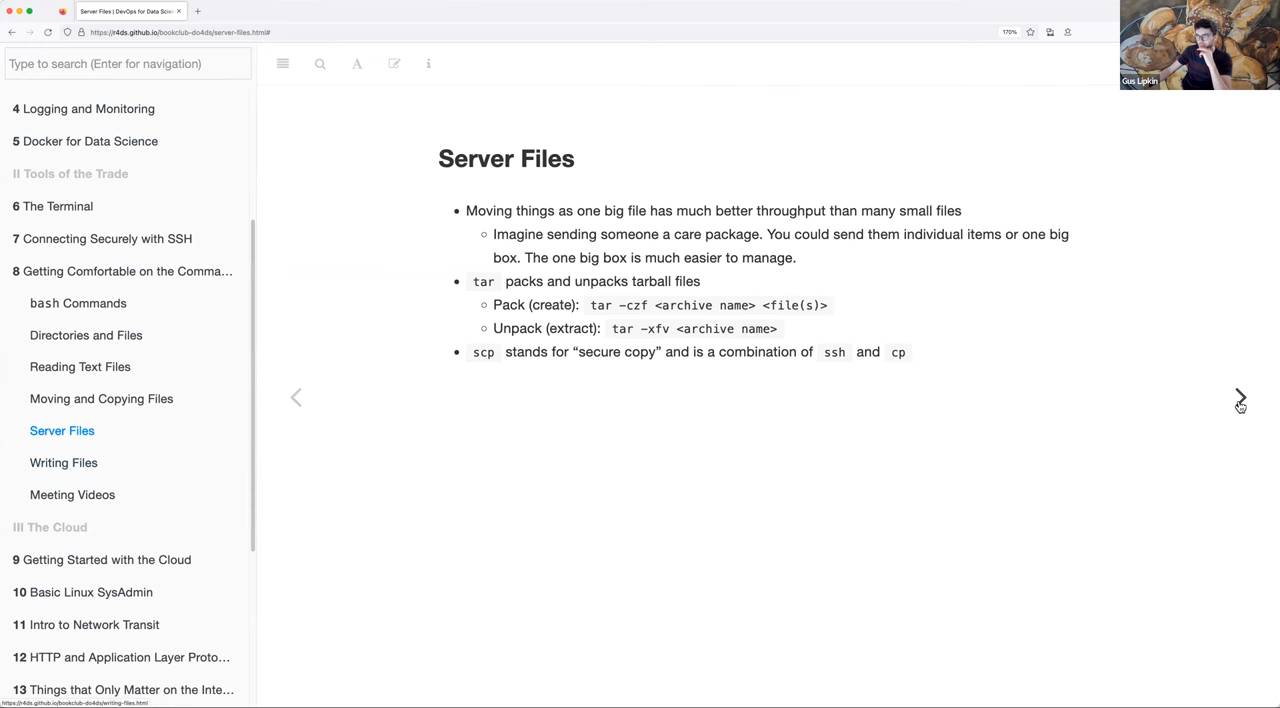 Server Files | DevOps for Data Scien
https://r4ds.github.io/bookclub-do4ds/server-files.html#
170%
Gus Lipkin
Type to search (Enter for navigation)
4 Logging and Monitoring
5 Docker for Data Science
II Tools of the Trade
6 The Terminal
7 Connecting Securely with SSH
8 Getting Comfortable on the Comma…
bash Commands
Directories and Files
Reading Text Files
Moving and Copying Files
Server Files
Writing Files
Meeting Videos
III The Cloud
9 Getting Started with the Cloud
10 Basic Linux SysAdmin
11 Intro to Network Transit
12 HTTP and Application Layer Proto…
13 Things that Only Matter on the Inte…
https://r4ds.github.io/bookclub-do4ds/writing-files.html
Server Files
• Moving things as one big file has much better throughput than many small files
○ Imagine sending someone a care package. You could send them individual items or one big
box. The one big box is much easier to manage.
• tar packs and unpacks tarball files
○ Pack (create): tar -czf <archive name> <file(s)>
○ Unpack (extract): tar -xfv <archive name>
• scp stands for “secure copy” and is a combination of ssh and cp